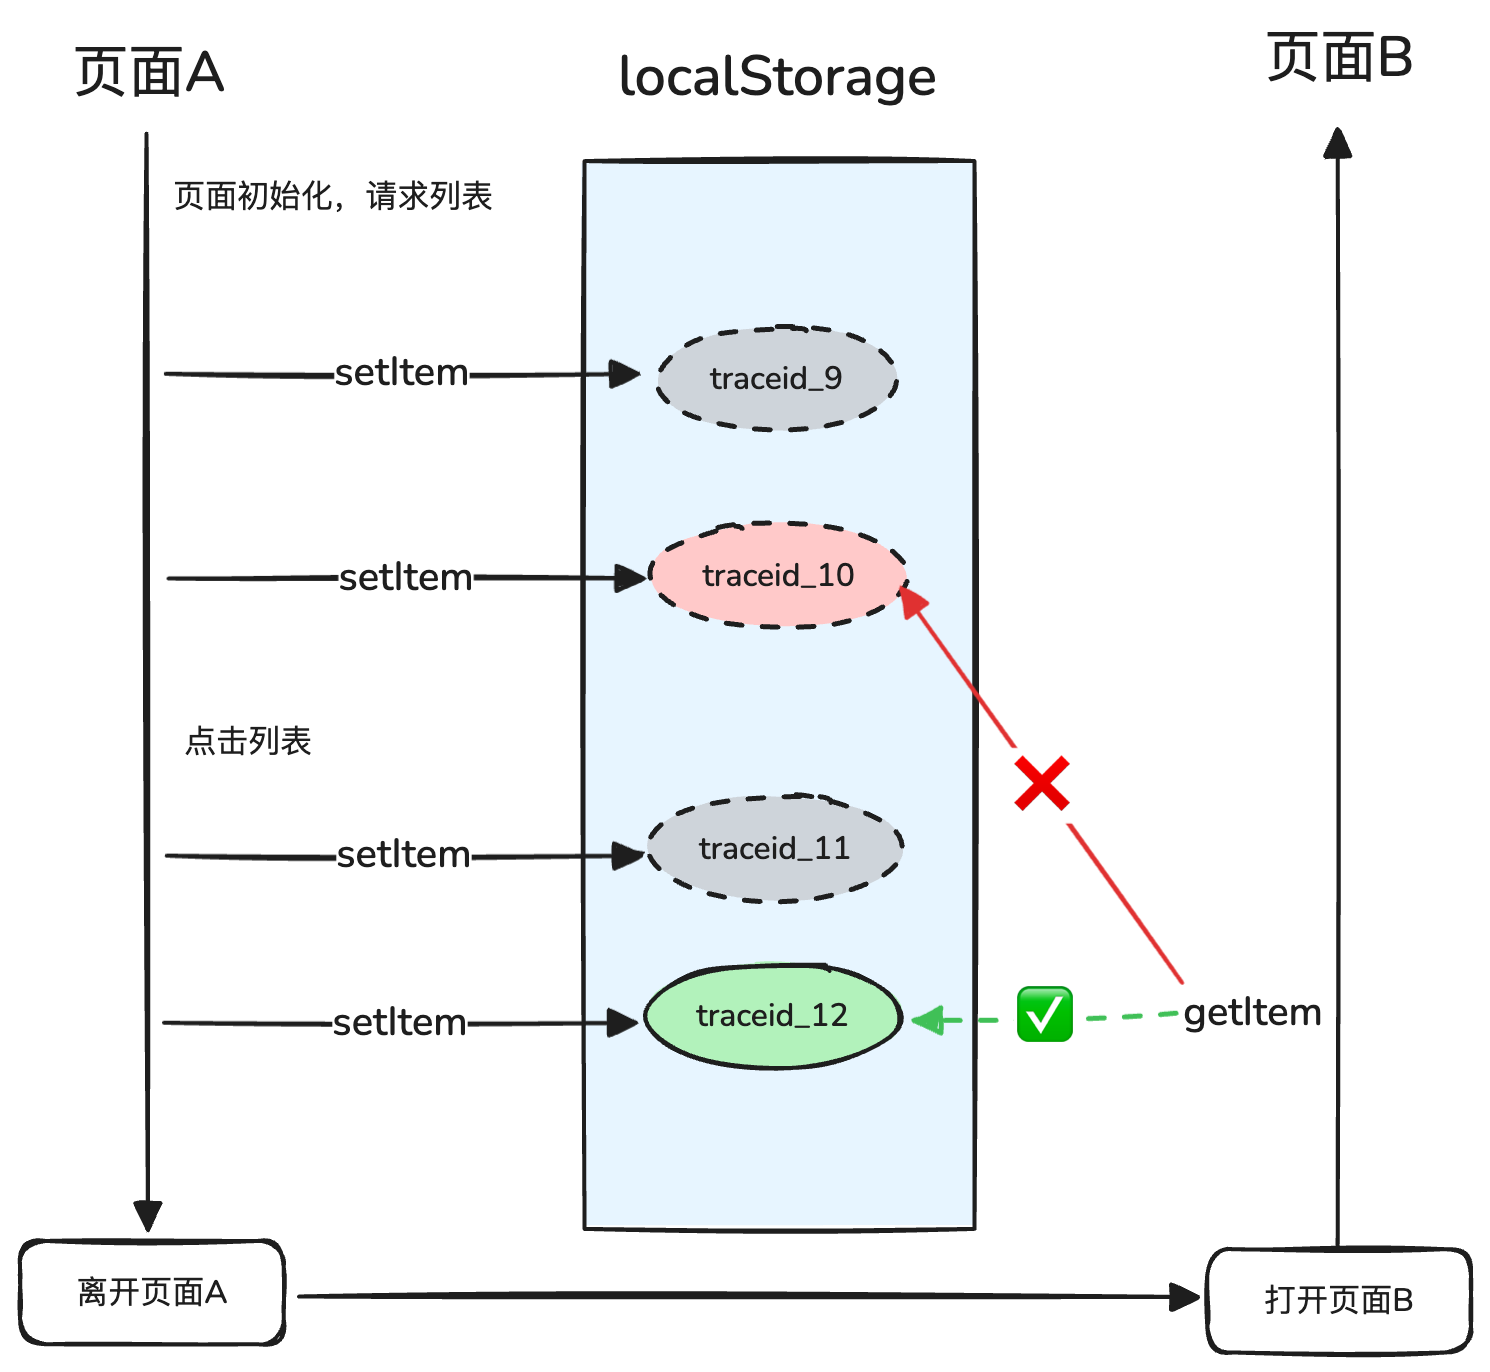 页面A
localStorage
页面B
页面初始化，请求列表
setItem
traceid_9
setItem
traceid_10
点击列表
setItem
traceid_11
setItem
traceid_12
getItem
离开页面A
打开页面B